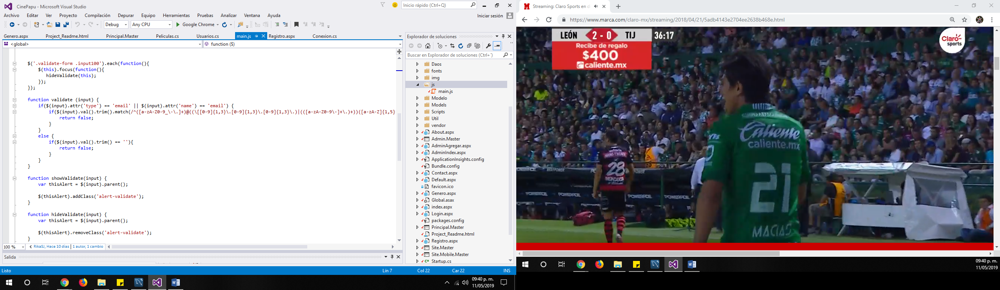 CinePapu - Microsoft Visual Studio
Inicio rápido (Ctrl+Q)
Archivo Editar Ver Proyecto Compilación Depurar Equipo Herramientas Pruebas Analizar Ventana Ayuda
Iniciar sesión
Debug Any CPU Google Chrome
Genero.aspx Project_Readme.html Principal.Master Peliculas.cs Usuarios.cs main.js Registro.aspx Conexion.cs
<global> function ($)
$('.validate-form .input100').each(function(){
$(this).focus(function(){
hideValidate(this);
});
});
function validate (input) {
if($(input).attr('type') == 'email' || $(input).attr('name') == 'email') {
if($(input).val().trim().match(/^([a-zA-Z0-9_\-\.]+)@((\[[0-9]{1,3}\.[0-9]{1,3}\.[0-9]{1,3}\.)|(([a-zA-Z0-9\-]+\.)+))([a-zA-Z]{1,5}
return false;
}
}
else {
if($(input).val().trim() == ''){
return false;
}
}
}
function showValidate(input) {
var thisAlert = $(input).parent();
$(thisAlert).addClass('alert-validate');
}
function hideValidate(input) {
var thisAlert = $(input).parent();
$(thisAlert).removeClass('alert-validate');
}
100 % RikaSJ, Hace 10 días | 1 autor, 1 cambio
Salida
Listo Lín 7 Col 22 Car 22 INS
Explorador de soluciones
Buscar en Explorador de soluciones (Ctrl+´)
Daos
fonts
img
js
main.js
Modelo
Models
Scripts
Util
vendor
About.aspx
Admin.Master
AdminAgregar.aspx
AdminIndex.aspx
ApplicationInsights.config
Bundle.config
Contact.aspx
Default.aspx
favicon.ico
Genero.aspx
Global.asax
index.aspx
Login.aspx
packages.config
Principal.Master
Project_Readme.html
Registro.aspx
Site.Master
Site.Mobile.Master
Startup.cs
09:40 p. m.
11/05/2019
Streaming: Claro Sports en d
https://www.marca.com/claro-mx/streaming/2018/04/21/5adb4143e2704ee2638b468e.html
LEÓN 2 - 0 TIJ 36:17
Recibe de regalo
$400
caliente.mx
Claro
sports
Caliente
caliente.mx
21
MACIAS
28
POWERADE
09:40 p. m.
11/05/2019